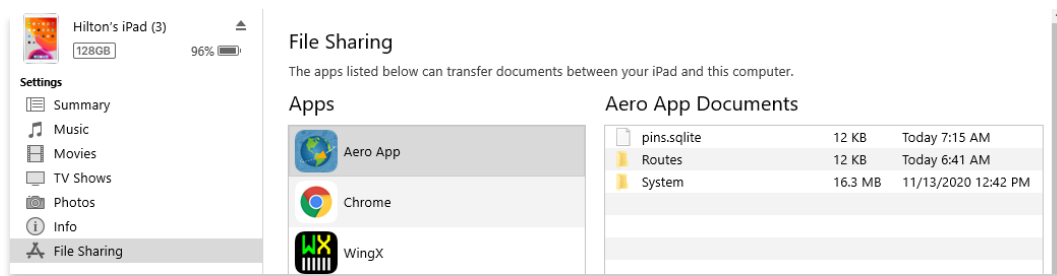 Hilton's iPad (3)
128GB 96%
Settings
Summary
Music
Movies
TV Shows
Photos
Info
File Sharing
File Sharing
The apps listed below can transfer documents between your iPad and this computer.
Apps
Aero App
Chrome
WX
WingX
Aero App Documents
pins.sqlite 12 KB Today 7:15 AM
Routes 12 KB Today 6:41 AM
System 16.3 MB 11/13/2020 12:42 PM